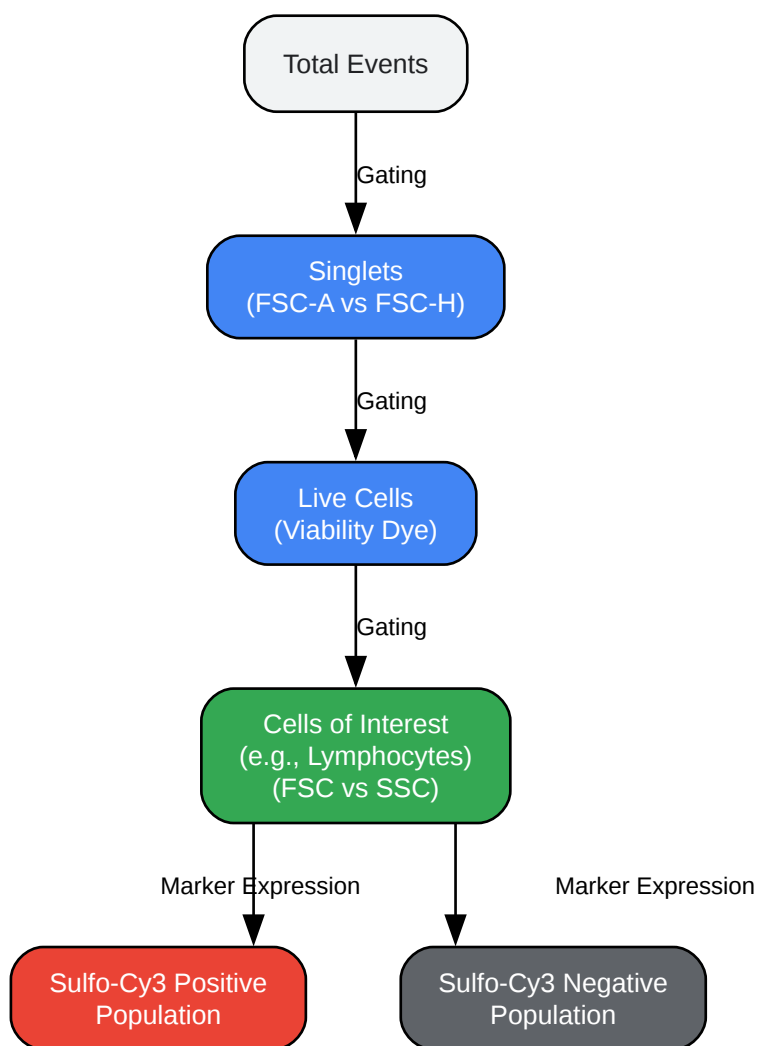 Total Events
Gating
Singlets
(FSC-A vs FSC-H)
Gating
Live Cells
(Viability Dye)
Gating
Cells of Interest
(e.g., Lymphocytes)
(FSC vs SSC)
Marker Expression
Marker Expression
Sulfo-Cy3 Positive
Population
Sulfo-Cy3 Negative
Population